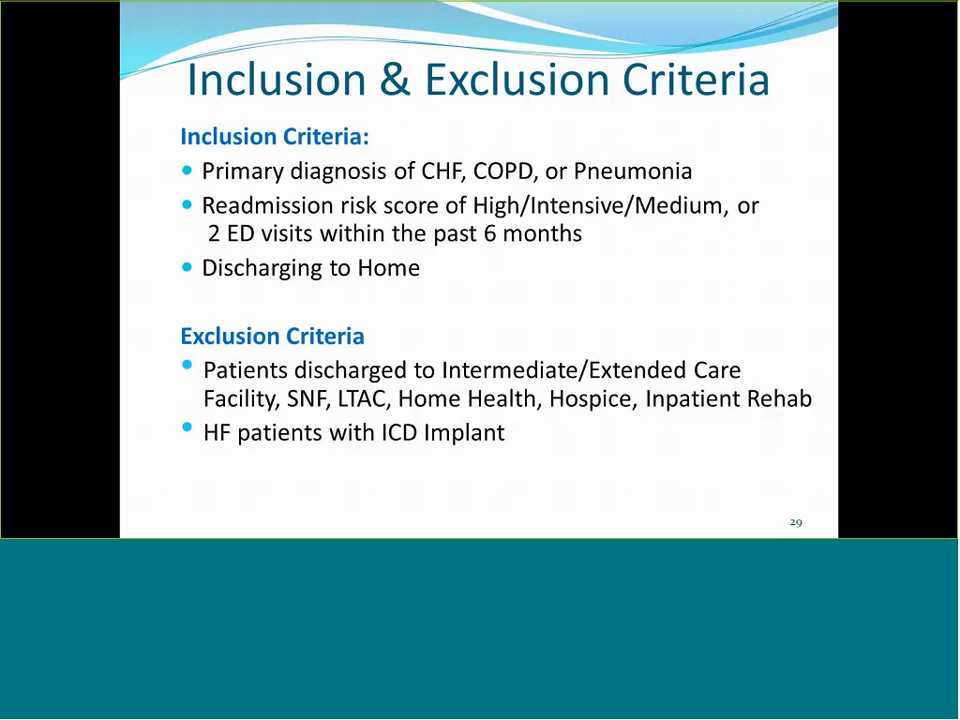 Inclusion & Exclusion Criteria
Inclusion Criteria:
• Primary diagnosis of CHF, COPD, or Pneumonia
• Readmission risk score of High/Intensive/Medium, or
2 ED visits within the past 6 months
• Discharging to Home
Exclusion Criteria
• Patients discharged to Intermediate/Extended Care
Facility, SNF, LTAC, Home Health, Hospice, Inpatient Rehab
• HF patients with ICD Implant
29